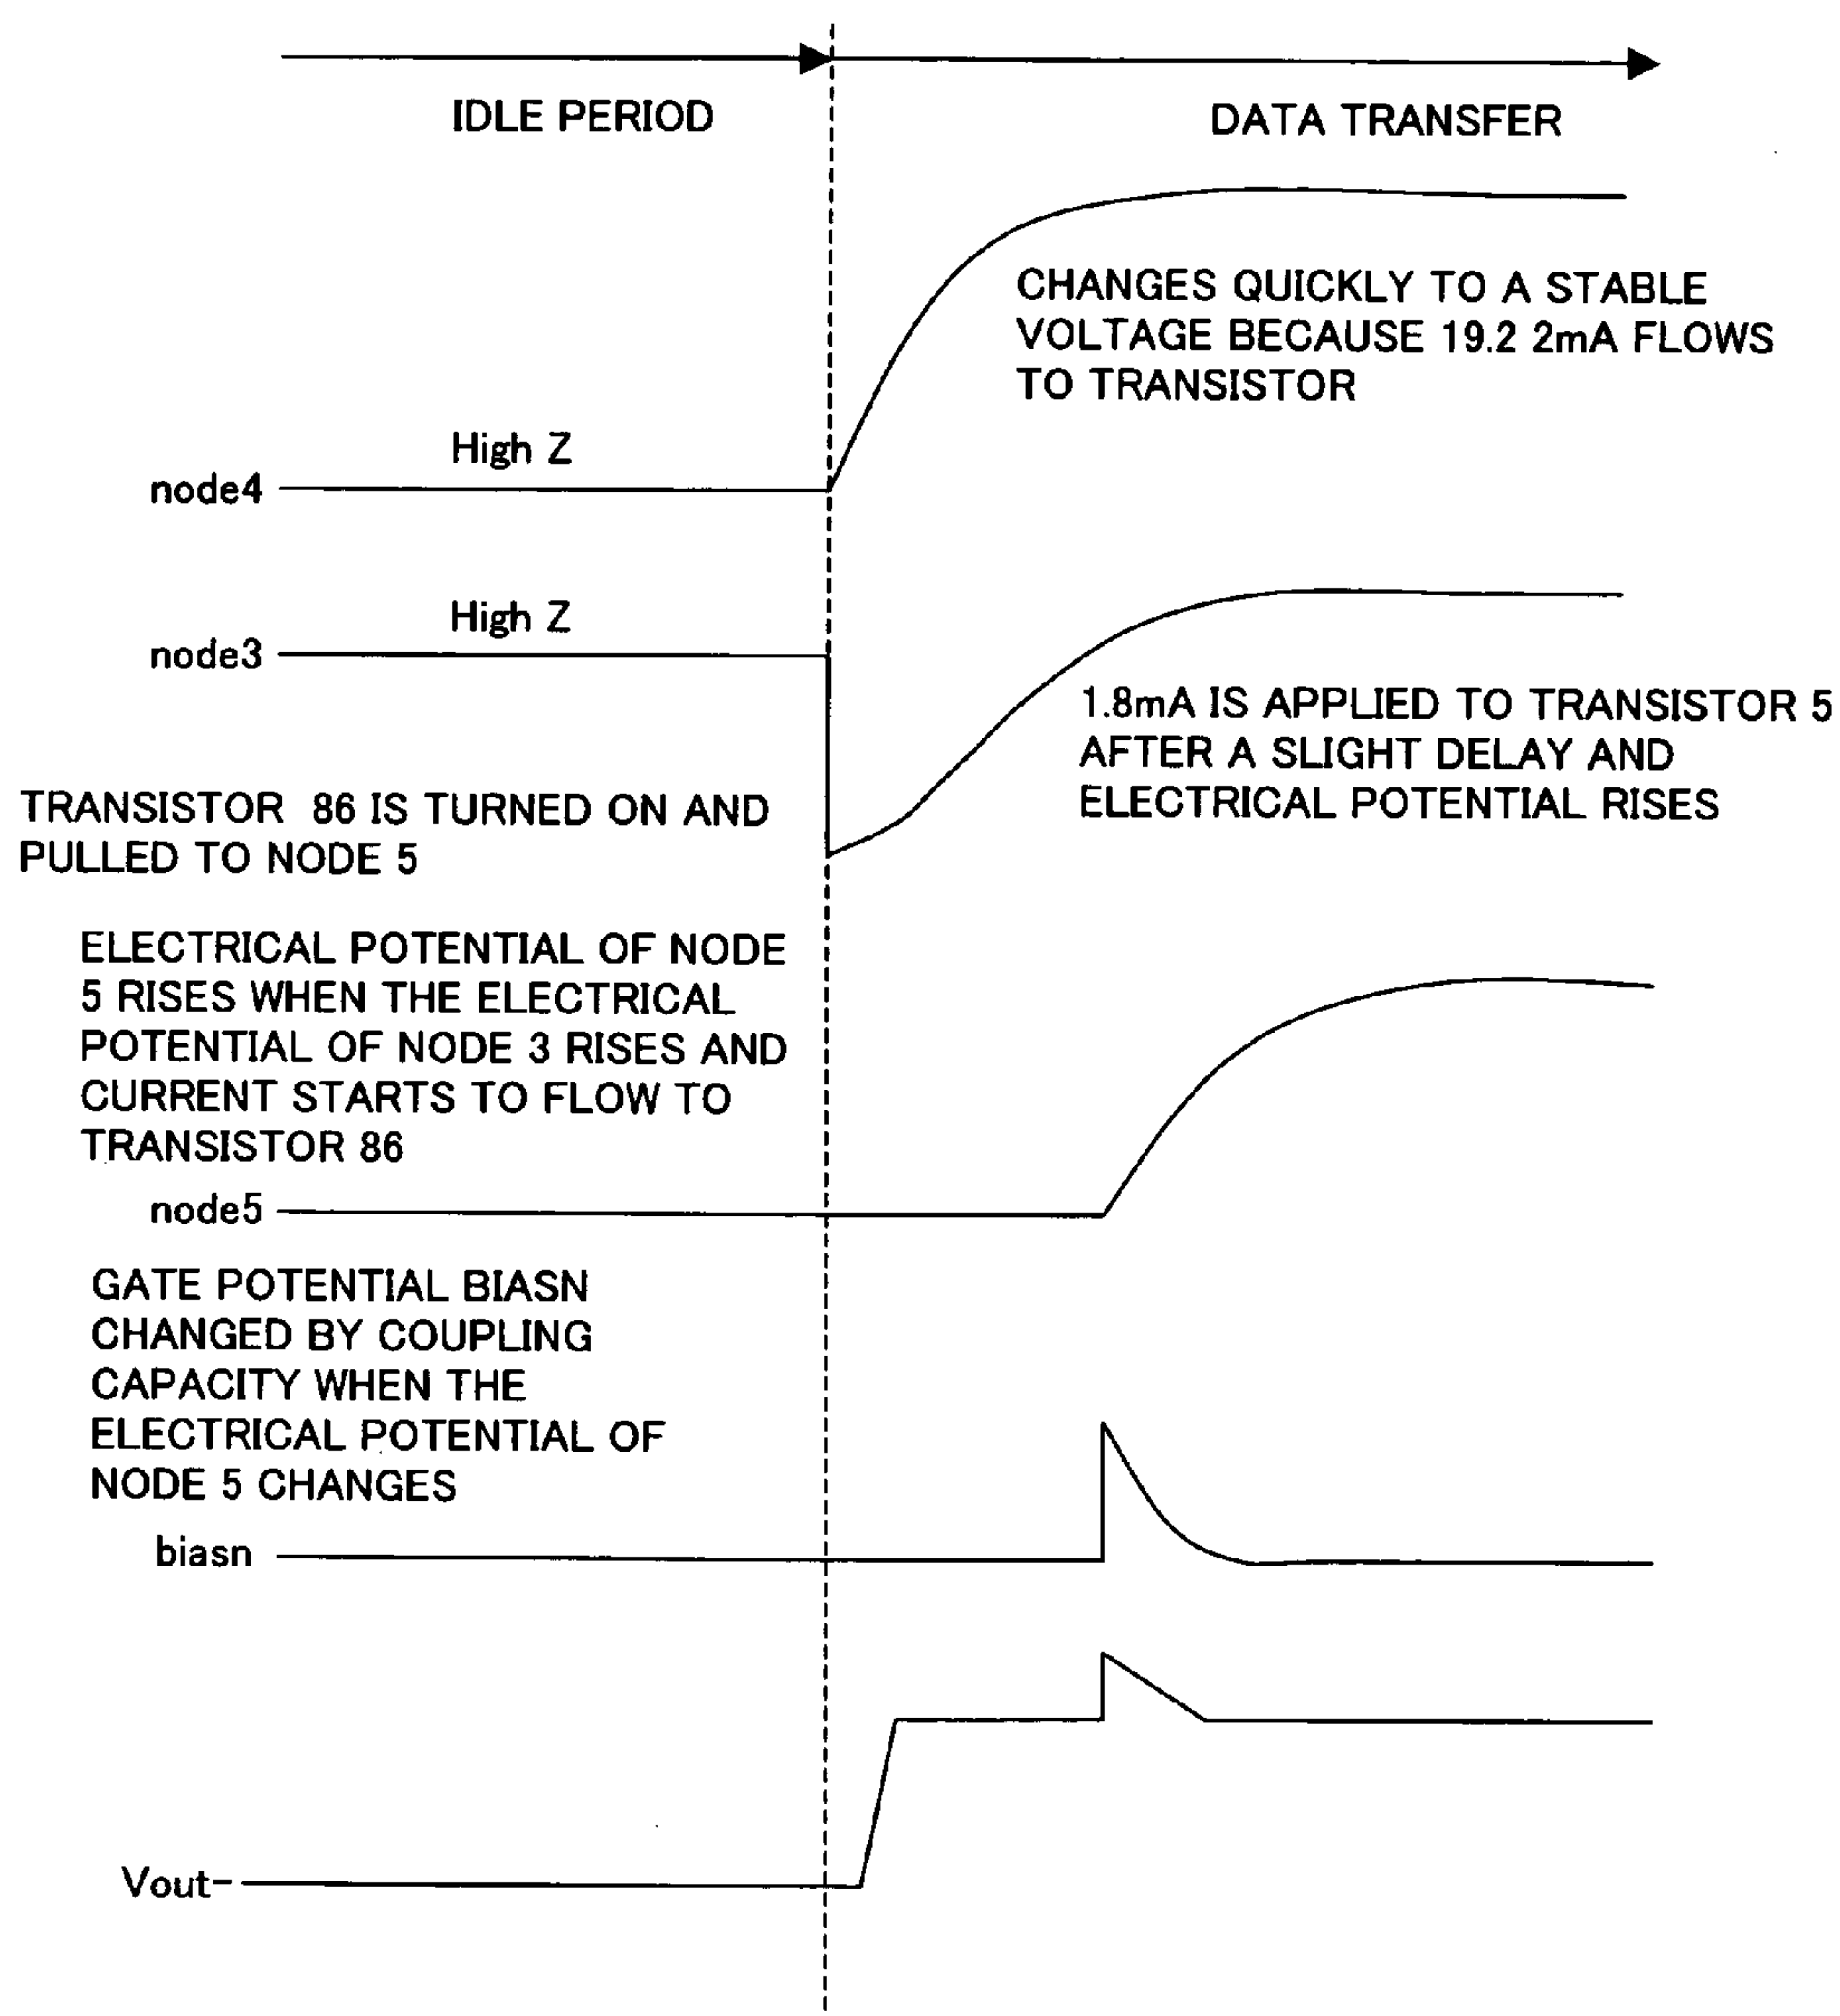 IDLE PERIOD
DATA TRANSFER
CHANGES QUICKLY TO A STABLE
VOLTAGE BECAUSE 19.2 2mA FLOWS
TO TRANSISTOR
High Z
node4
High Z
node3
1.8mA IS APPLIED TO TRANSISTOR 5
AFTER A SLIGHT DELAY AND
ELECTRICAL POTENTIAL RISES
TRANSISTOR 86 IS TURNED ON AND
PULLED TO NODE 5
ELECTRICAL POTENTIAL OF NODE
5 RISES WHEN THE ELECTRICAL
POTENTIAL OF NODE 3 RISES AND
CURRENT STARTS TO FLOW TO
TRANSISTOR 86
node5
GATE POTENTIAL BIASN
CHANGED BY COUPLING
CAPACITY WHEN THE
ELECTRICAL POTENTIAL OF
NODE 5 CHANGES
biasn
Vout-